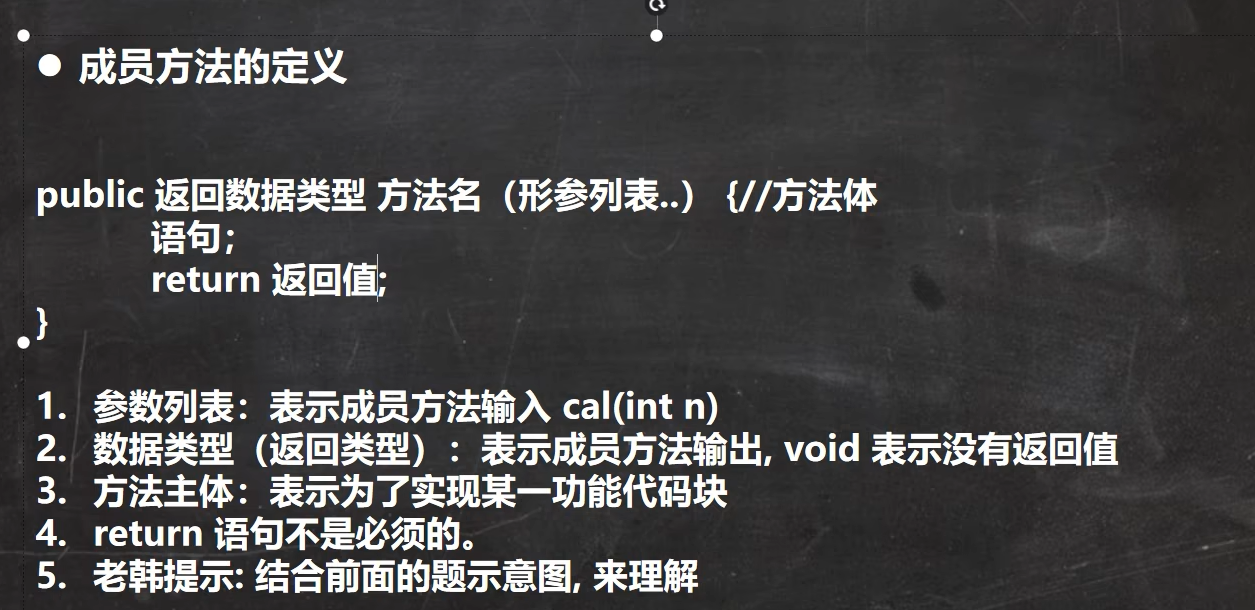 ● 成员方法的定义
public 返回数据类型 方法名（形参列表..） {//方法体
语句；
return 返回值;
}
1. 参数列表：表示成员方法输入 cal(int n)
2. 数据类型（返回类型）：表示成员方法输出, void 表示没有返回值
3. 方法主体：表示为了实现某一功能代码块
4. return 语句不是必须的。
5. 老韩提示: 结合前面的题示意图, 来理解